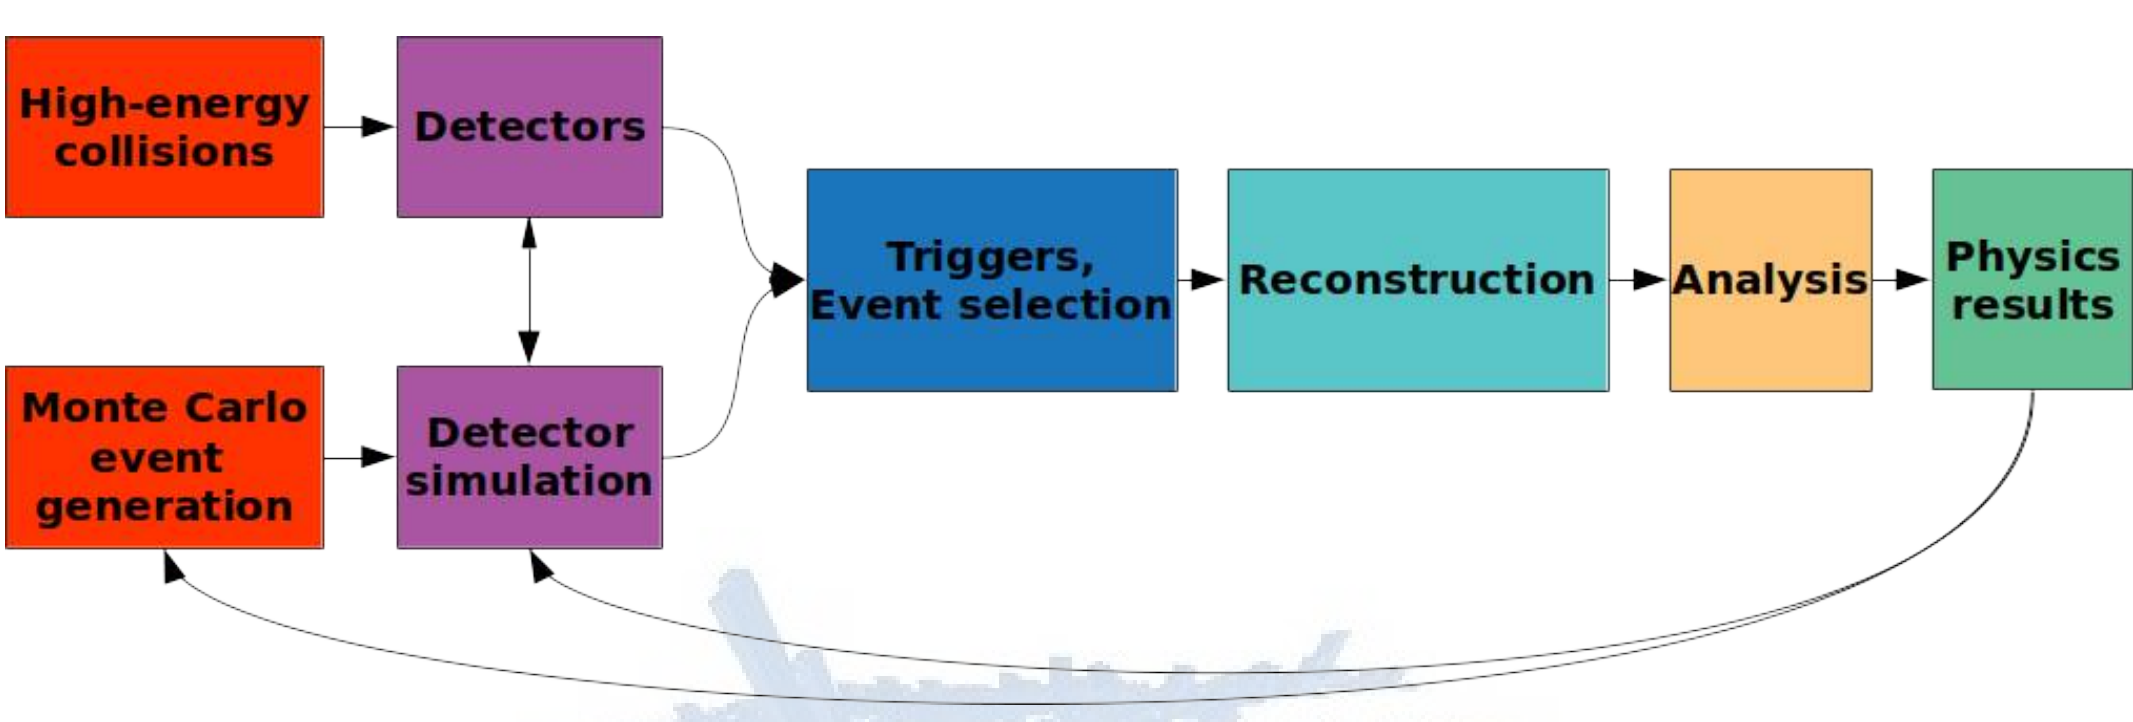 High-energy
collisions
Detectors
Monte Carlo
event
generation
Detector
simulation
Triggers,
Event selection
Reconstruction
Analysis
Physics
results